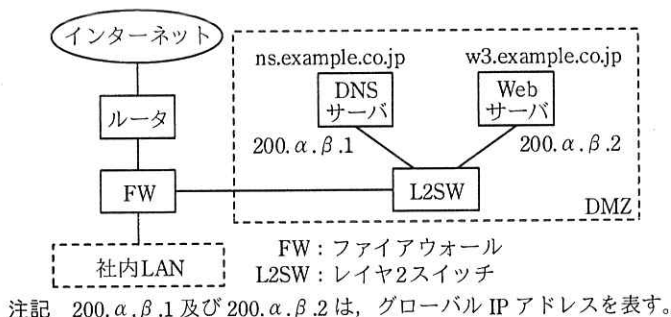 インターネット
ルータ
FW
社内LAN
ns.example.co.jp
DNS
サーバ
200.α.β.1
w3.example.co.jp
Web
サーバ
200.α.β.2
L2SW
DMZ
FW:ファイアウォール
L2SW:レイヤ2スイッチ
注記 200.α.β.1 及び 200.α.β.2 は,グローバル IP アドレスを表す。